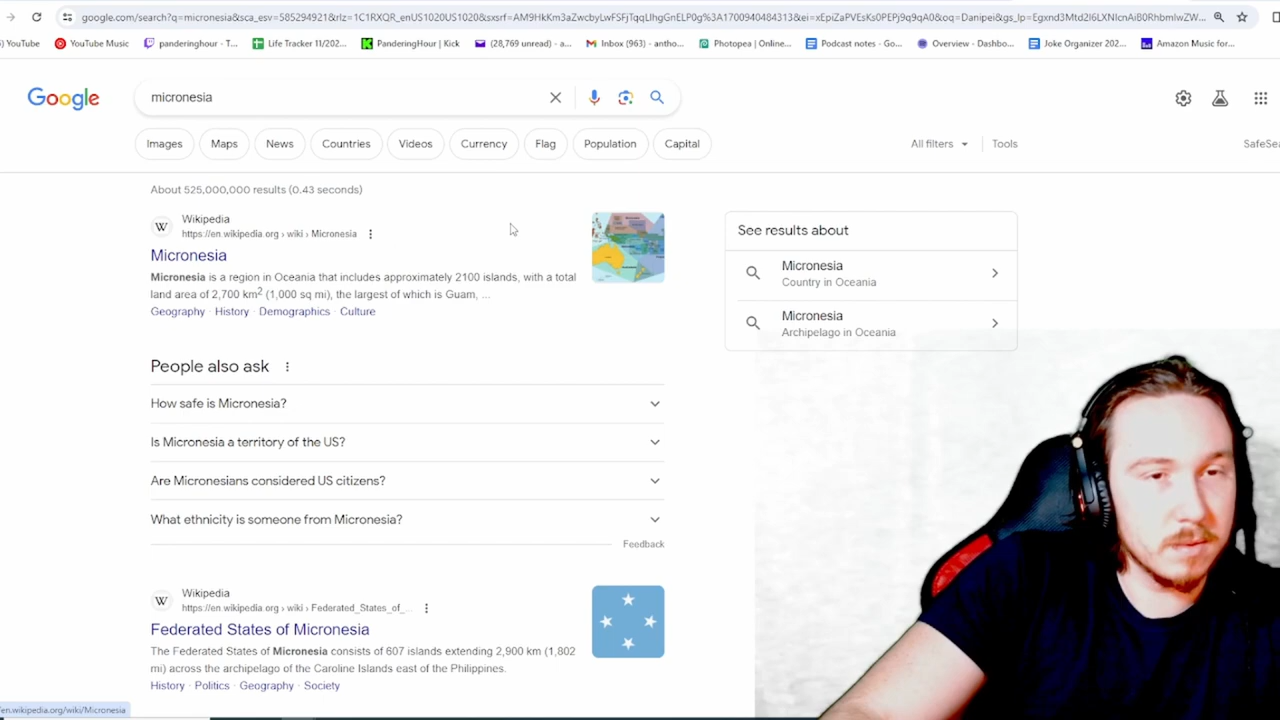 google.com/search?q=micronesia&sca_esv=585294921&rlz=1C1RXQR_enUS1020US1020&sxsrf=
YouTube
YouTube Music
panderinghour - T...
Life Tracker 11/202...
PanderingHour | Kick
(28,769 unread) - a...
Inbox (963) - antho...
Photopea | Online...
Podcast notes - Go...
Overview - Dashbo...
Joke Organizer 202...
Amazon Music for...
Google
micronesia
Images
Maps
News
Countries
Videos
Currency
Flag
Population
Capital
All filters
Tools
SafeSea
About 525,000,000 results (0.43 seconds)
W
Wikipedia
https://en.wikipedia.org › wiki › Micronesia
Micronesia
Micronesia is a region in Oceania that includes approximately 2100 islands, with a total
land area of 2,700 km2 (1,000 sq mi), the largest of which is Guam, ...
Geography · History · Demographics · Culture
See results about
Micronesia
Country in Oceania
Micronesia
Archipelago in Oceania
People also ask
How safe is Micronesia?
Is Micronesia a territory of the US?
Are Micronesians considered US citizens?
What ethnicity is someone from Micronesia?
Feedback
W
Wikipedia
https://en.wikipedia.org › wiki › Federated_States_of_...
Federated States of Micronesia
The Federated States of Micronesia consists of 607 islands extending 2,900 km (1,802
mi) across the archipelago of the Caroline Islands east of the Philippines.
History · Politics · Geography · Society
en.wikipedia.org/wiki/Micronesia